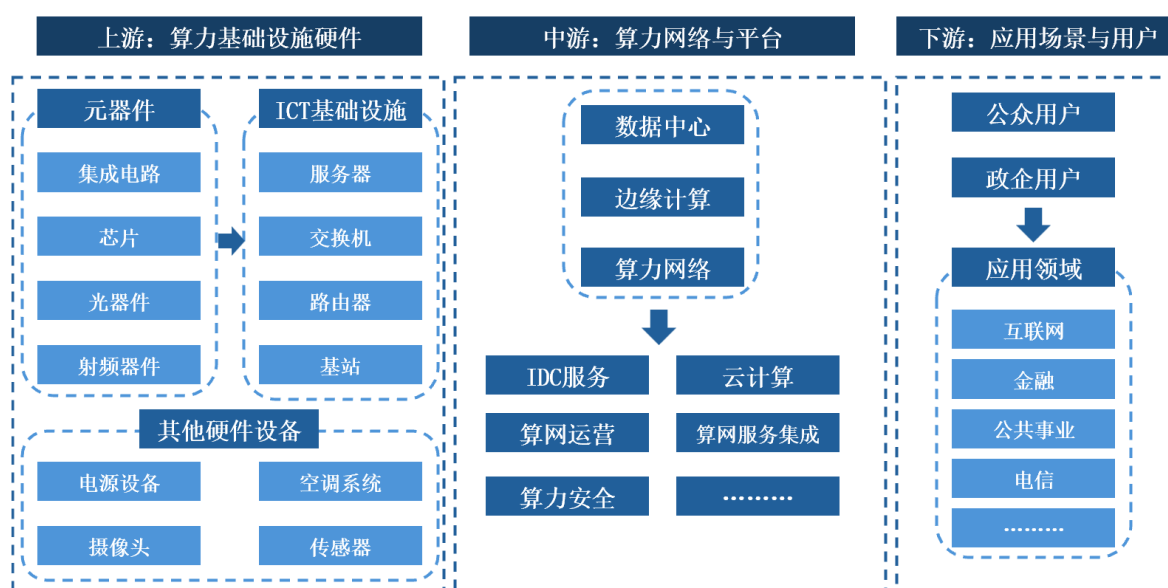 上游：算力基础设施硬件
元器件
集成电路
芯片
光器件
射频器件
ICT基础设施
服务器
交换机
路由器
基站
其他硬件设备
电源设备
空调系统
摄像头
传感器
中游：算力网络与平台
数据中心
边缘计算
算力网络
IDC服务
云计算
算网运营
算网服务集成
算力安全
………
下游：应用场景与用户
公众用户
政企用户
应用领域
互联网
金融
公共事业
电信
………